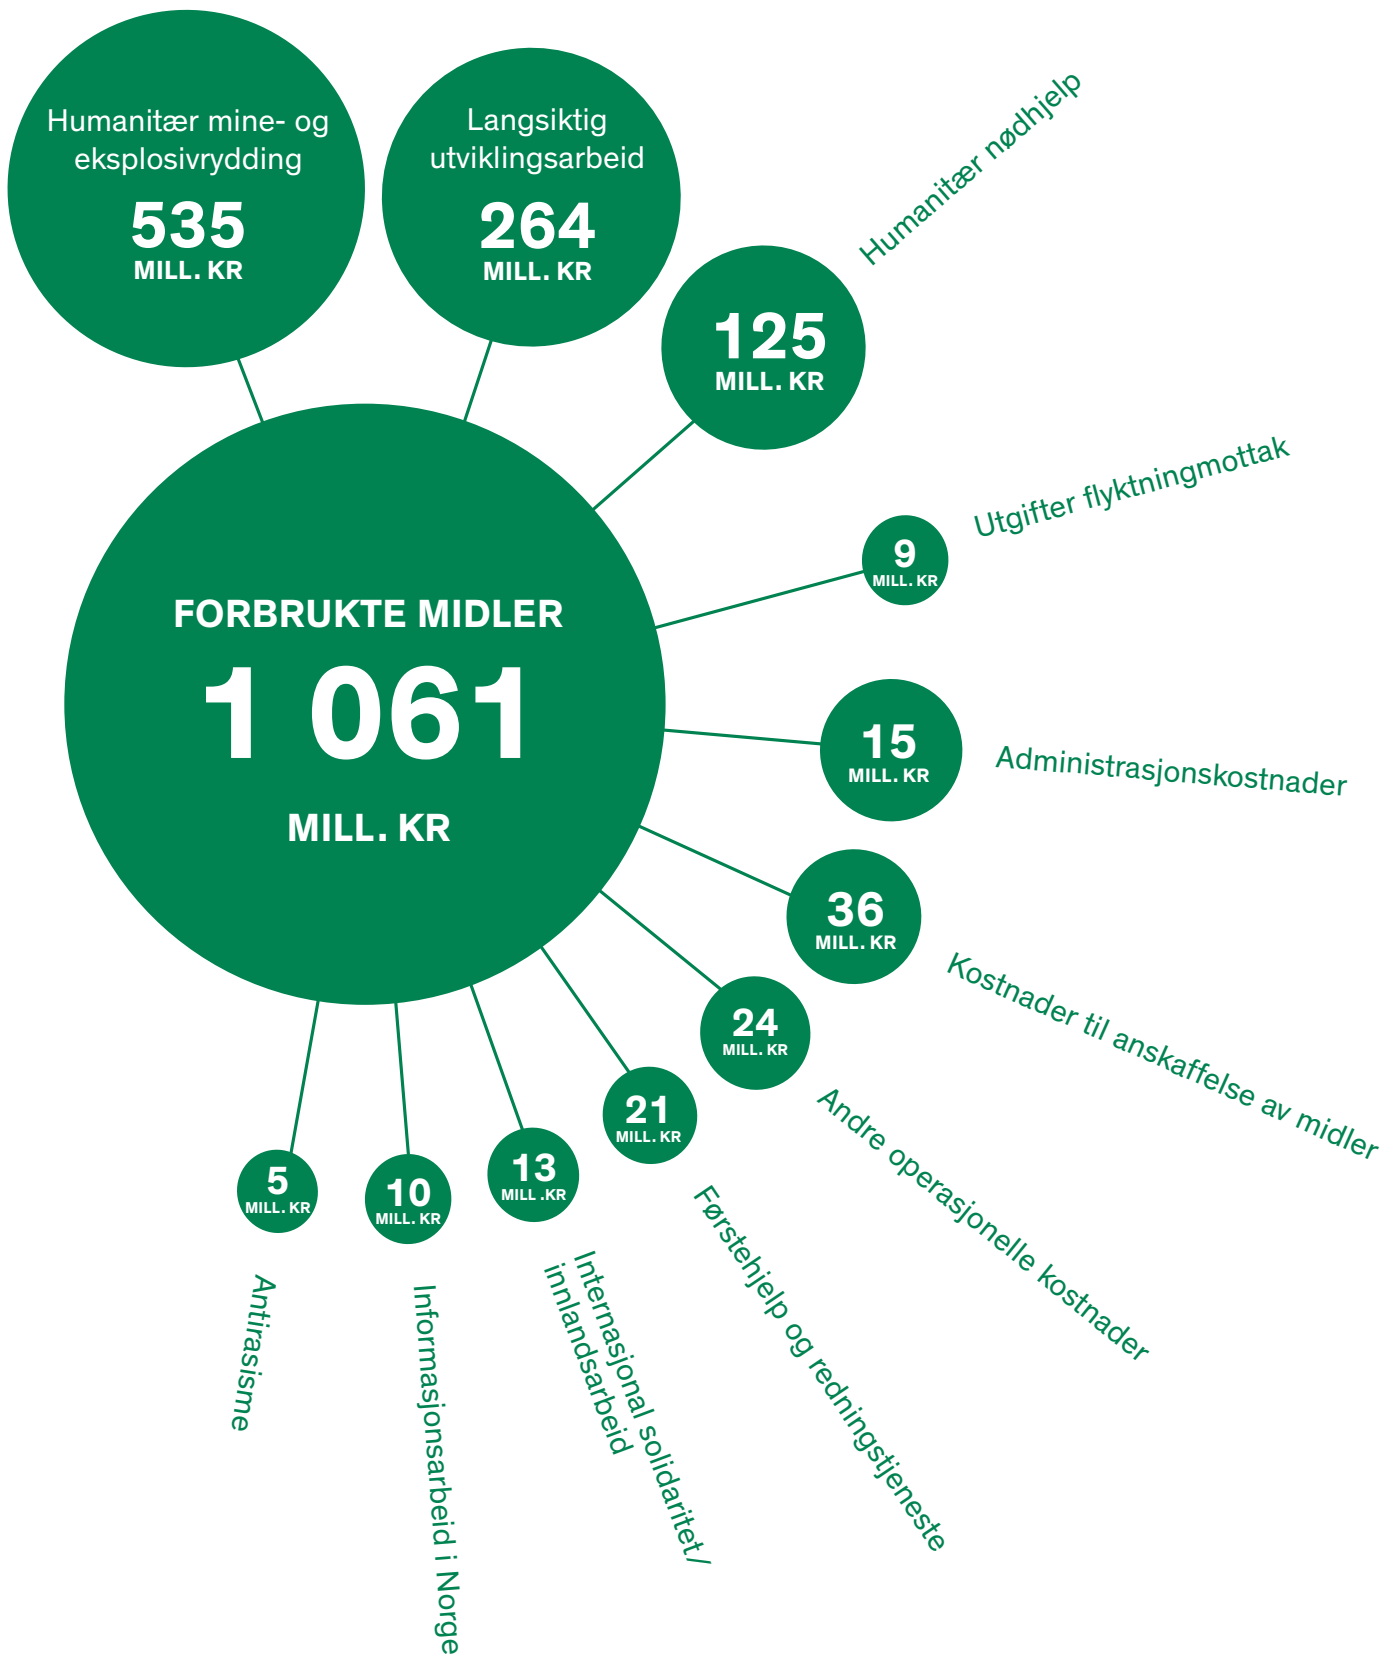 Humanitær mine- og
eksplosivrydding
535
MILL. KR
Langsiktig
utviklingsarbeid
264
MILL. KR
Humanitær nødhjelp
125
MILL. KR
Utgifter flyktningmottak
9
MILL. KR
FORBRUKTE MIDLER
1 061
MILL. KR
15
MILL. KR
Administrasjonskostnader
36
MILL. KR
Kostnader til anskaffelse av midler
24
MILL. KR
Andre operasjonelle kostnader
21
MILL. KR
Førstehjelp og redningstjeneste
13
MILL .KR
Internasjonal solidaritet/
innlandsarbeid
10
MILL. KR
Informasjonsarbeid i Norge
5
MILL. KR
Antirasisme